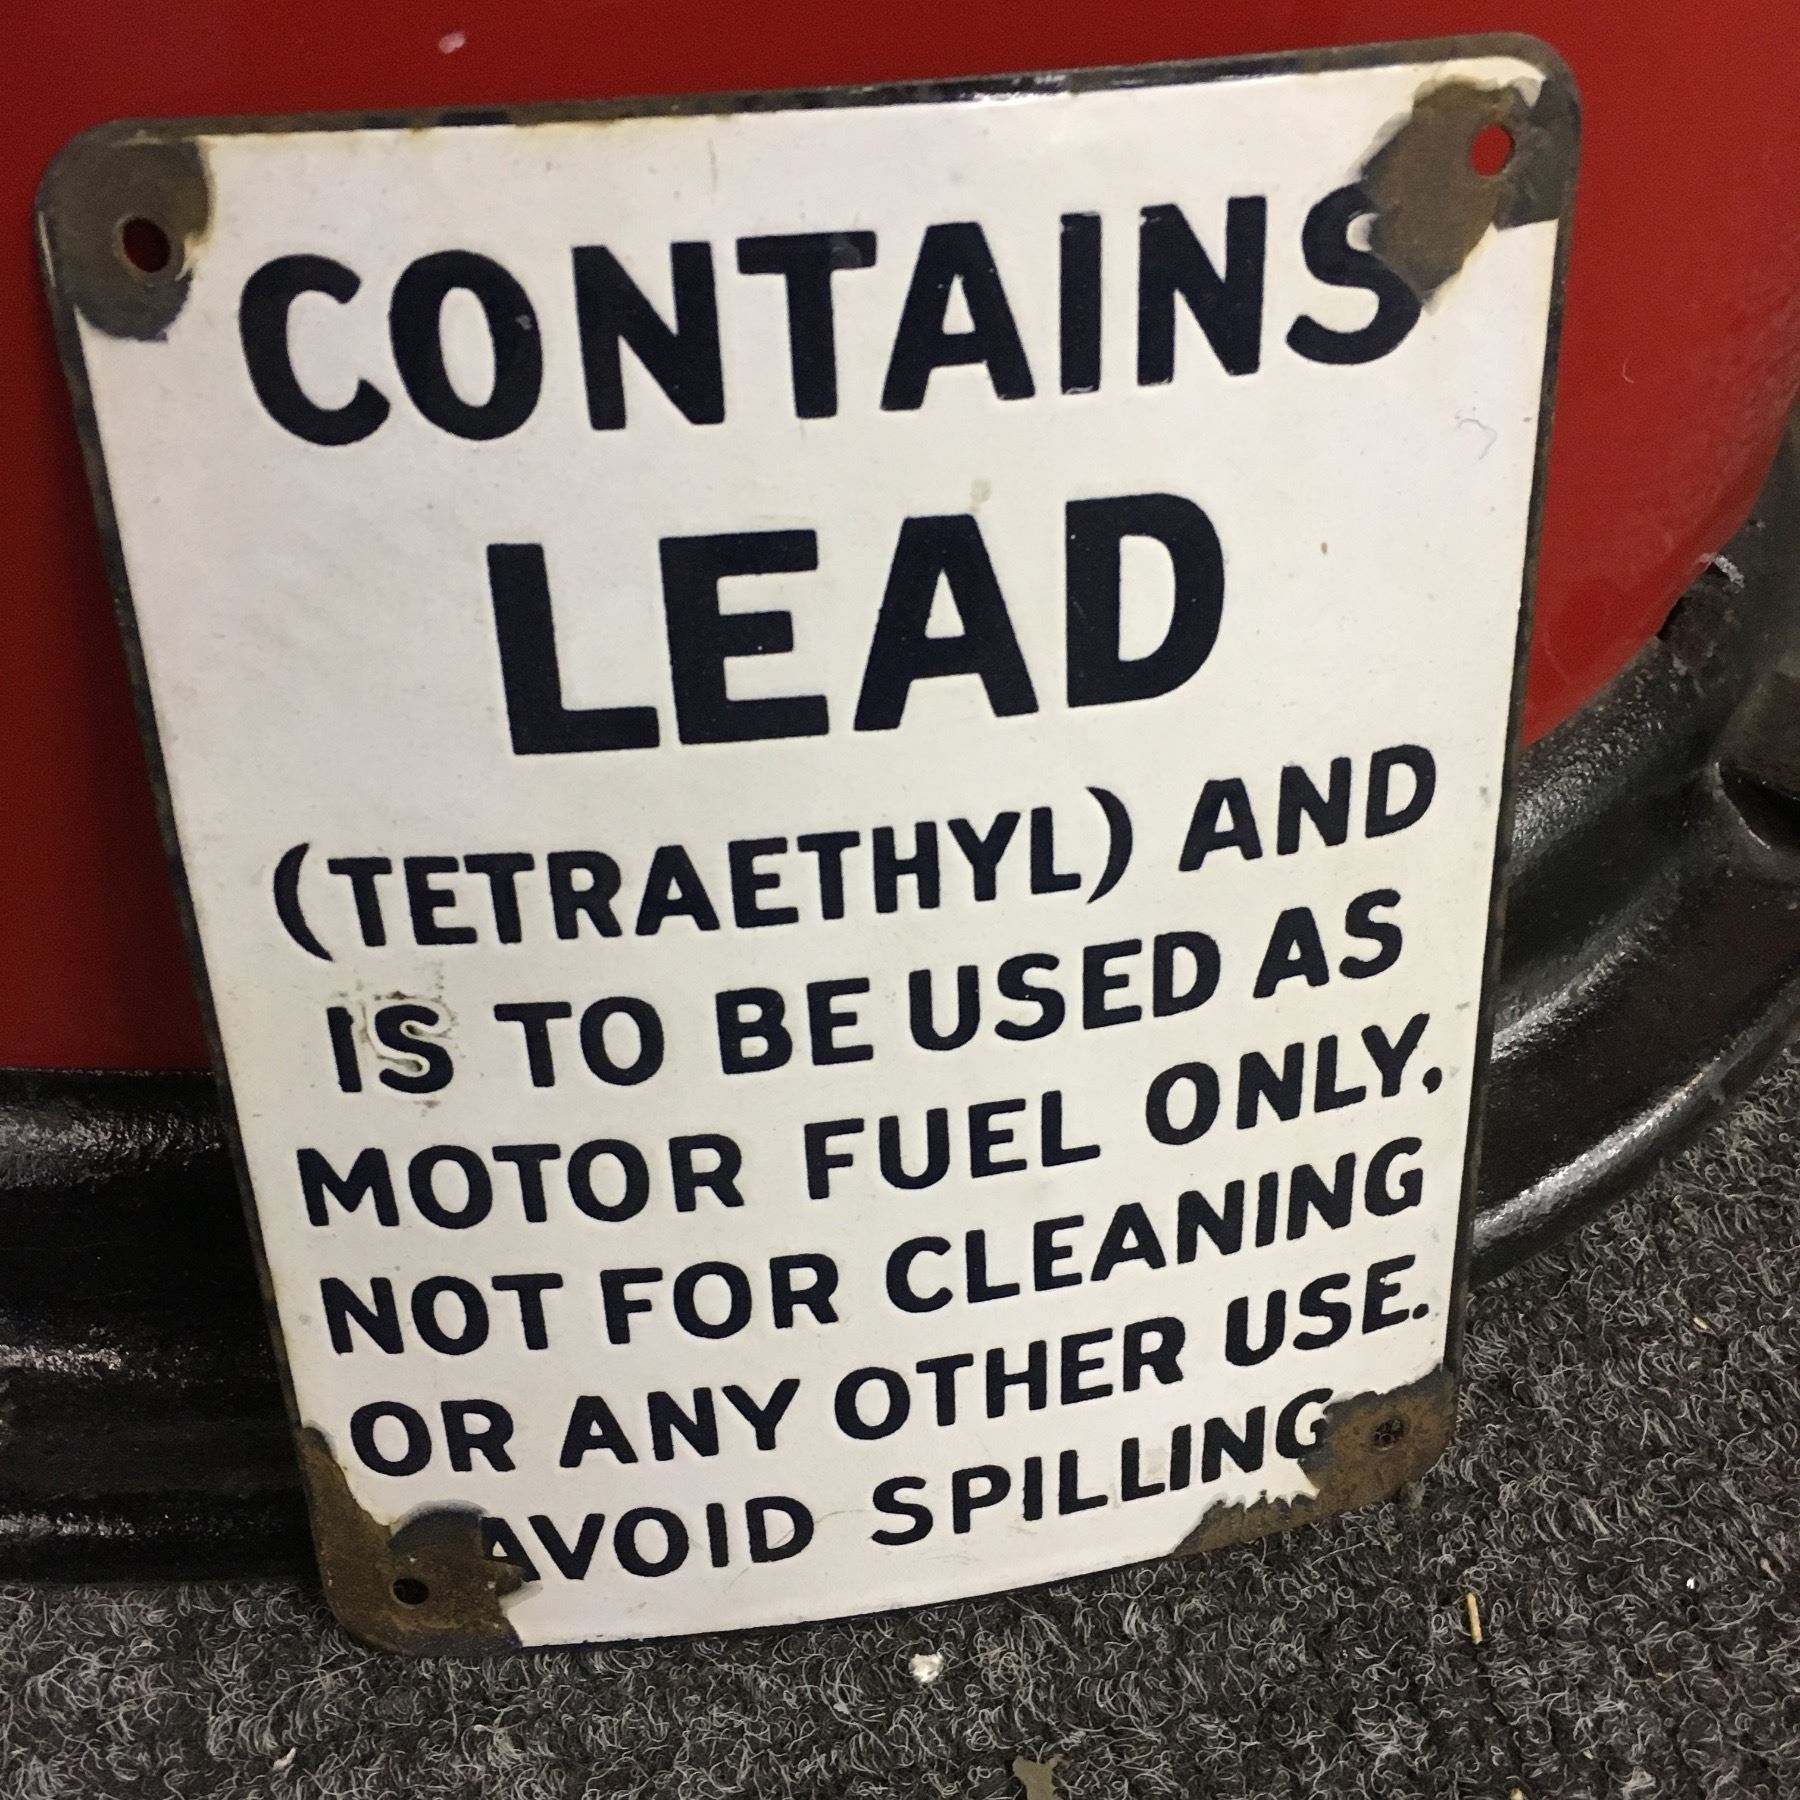 CONTAINS
LEAD
(TETRAETHYL) AND
IS TO BE USED AS
MOTOR FUEL ONLY,
NOT FOR CLEANING
OR ANY OTHER USE.
AVOID SPILLING